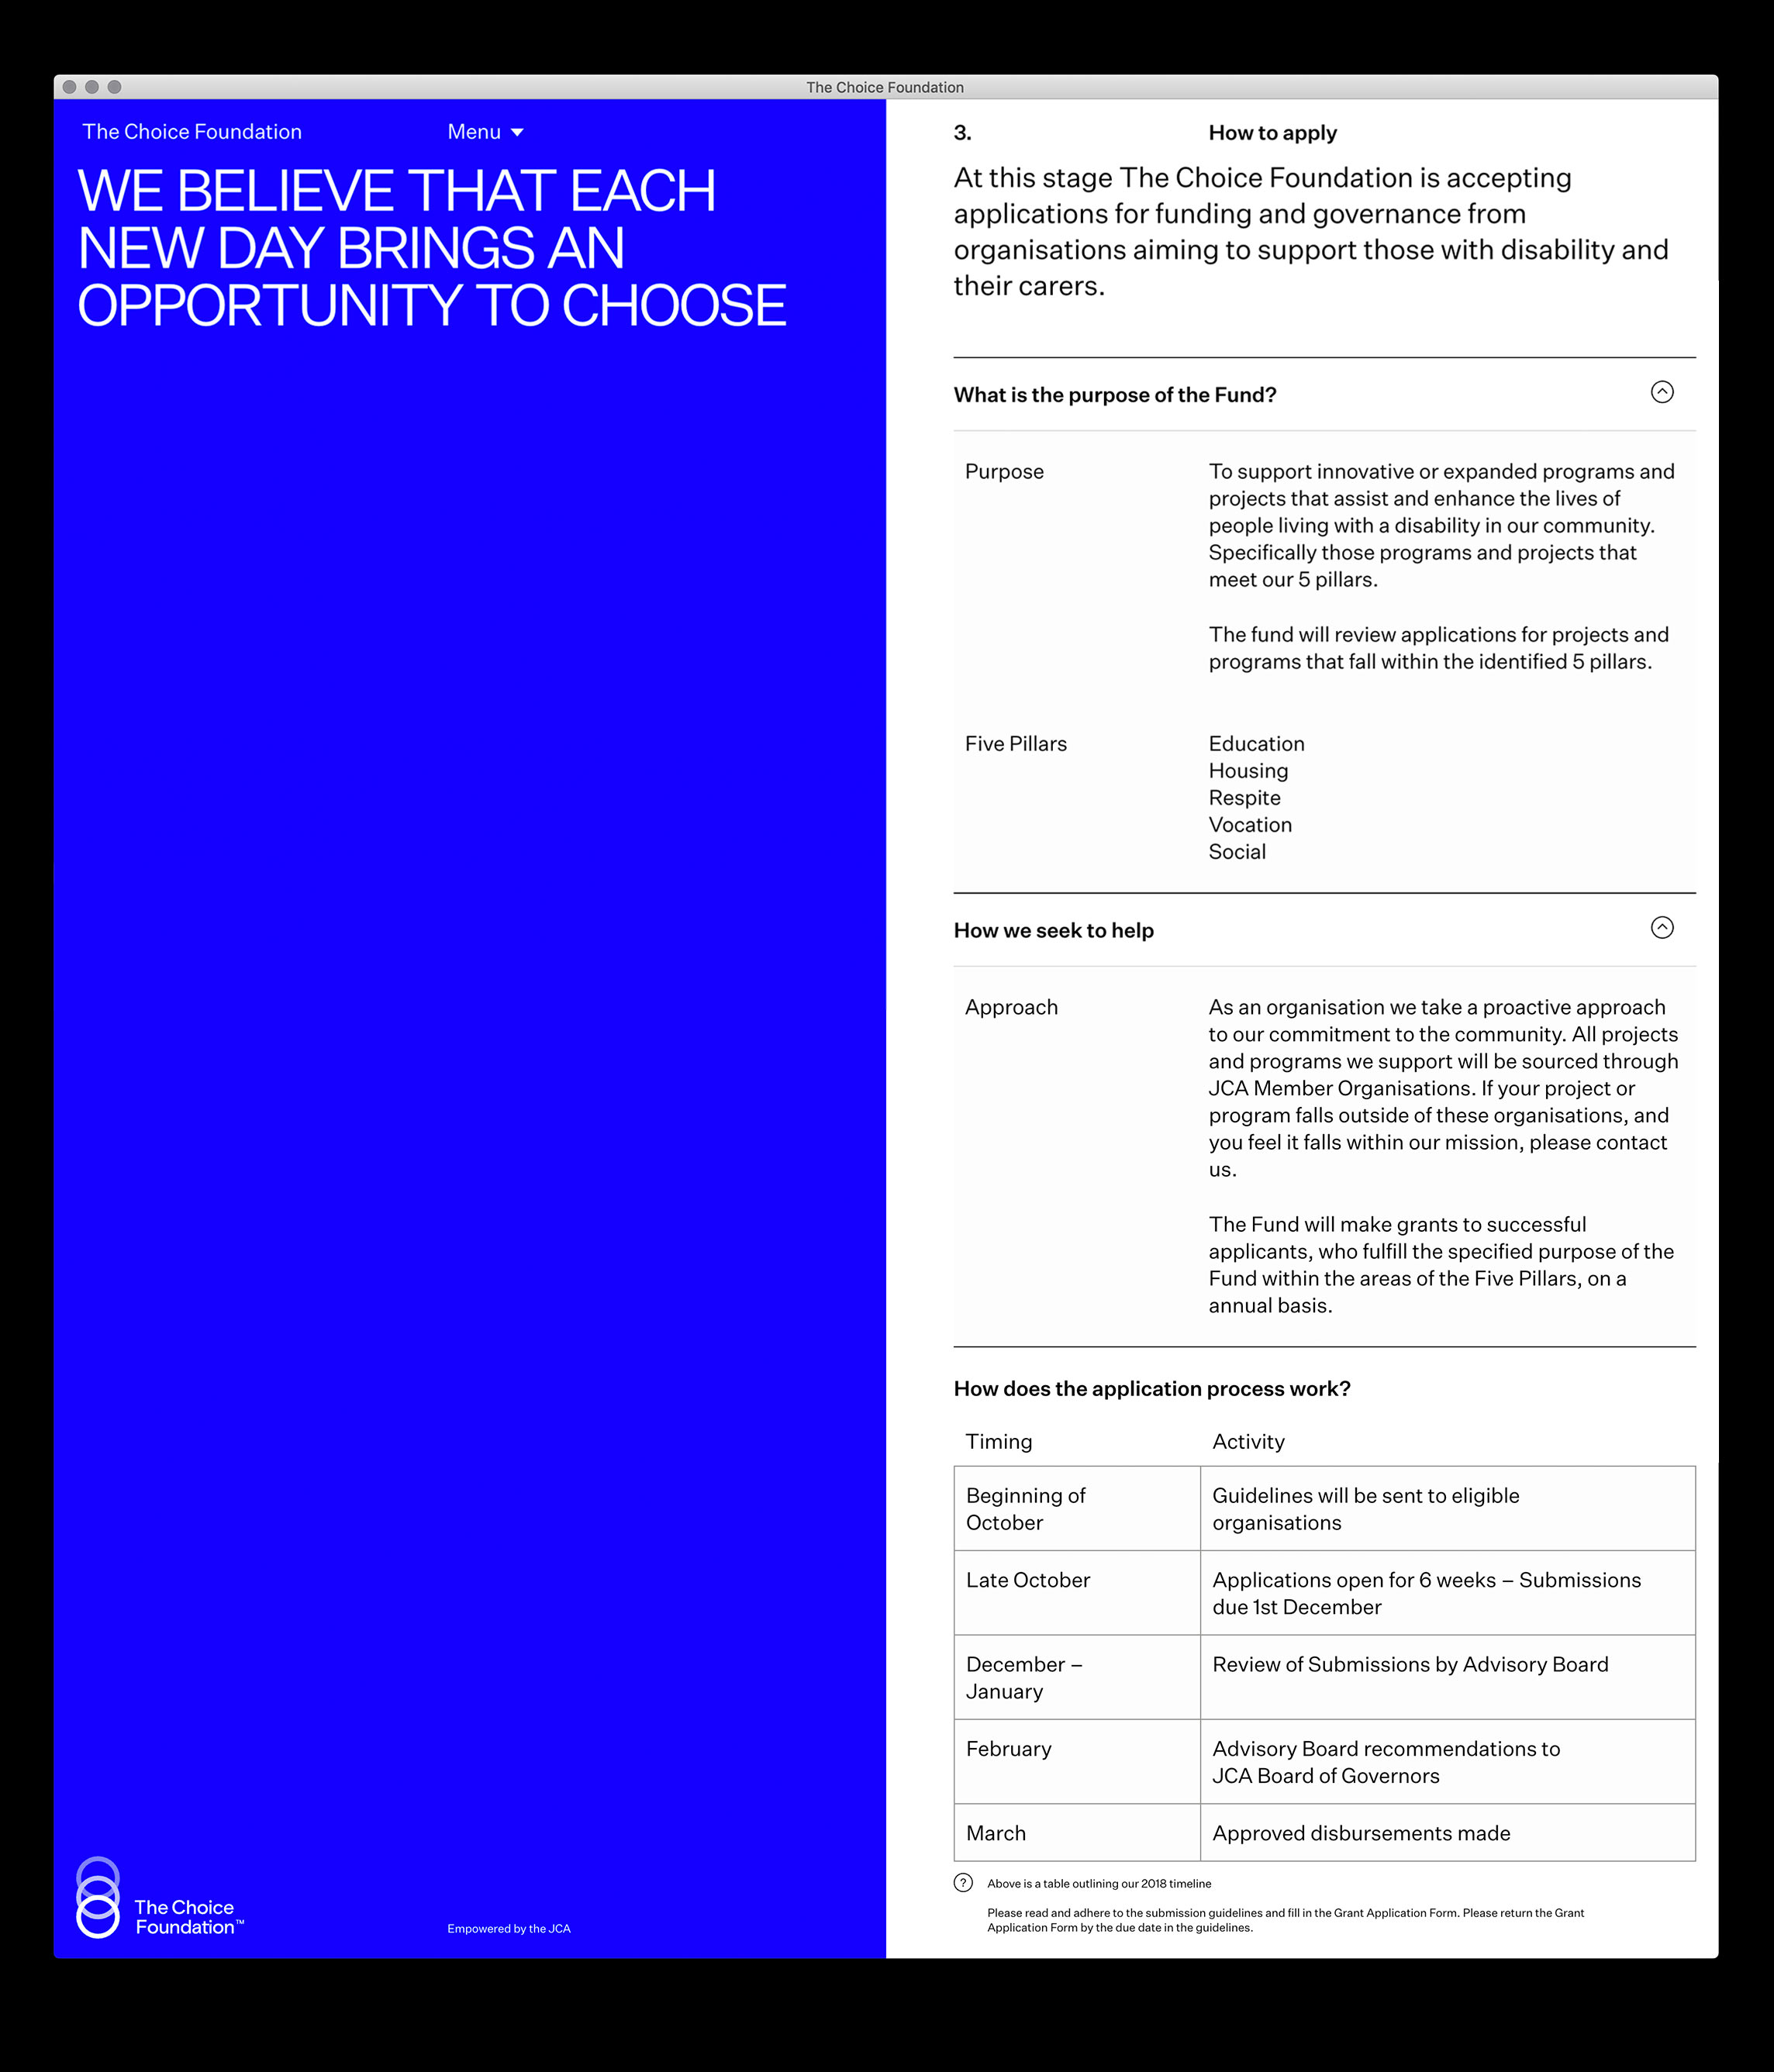 The Choice Foundation
The Choice Foundation
Menu
WE BELIEVE THAT EACH
NEW DAY BRINGS AN
OPPORTUNITY TO CHOOSE
The Choice
Foundation™
Empowered by the JCA
3.
How to apply
At this stage The Choice Foundation is accepting
applications for funding and governance from
organisations aiming to support those with disability and
their carers.
What is the purpose of the Fund?
Purpose
To support innovative or expanded programs and
projects that assist and enhance the lives of
people living with a disability in our community.
Specifically those programs and projects that
meet our 5 pillars.
The fund will review applications for projects and
programs that fall within the identified 5 pillars.
Five Pillars
Education
Housing
Respite
Vocation
Social
How we seek to help
Approach
As an organisation we take a proactive approach
to our commitment to the community. All projects
and programs we support will be sourced through
JCA Member Organisations. If your project or
program falls outside of these organisations, and
you feel it falls within our mission, please contact
us.
The Fund will make grants to successful
applicants, who fulfill the specified purpose of the
Fund within the areas of the Five Pillars, on a
annual basis.
How does the application process work?
Timing
Activity
Beginning of
October
Guidelines will be sent to eligible
organisations
Late October
Applications open for 6 weeks – Submissions
due 1st December
December –
January
Review of Submissions by Advisory Board
February
Advisory Board recommendations to
JCA Board of Governors
March
Approved disbursements made
? Above is a table outlining our 2018 timeline
Please read and adhere to the submission guidelines and fill in the Grant Application Form. Please return the Grant
Application Form by the due date in the guidelines.